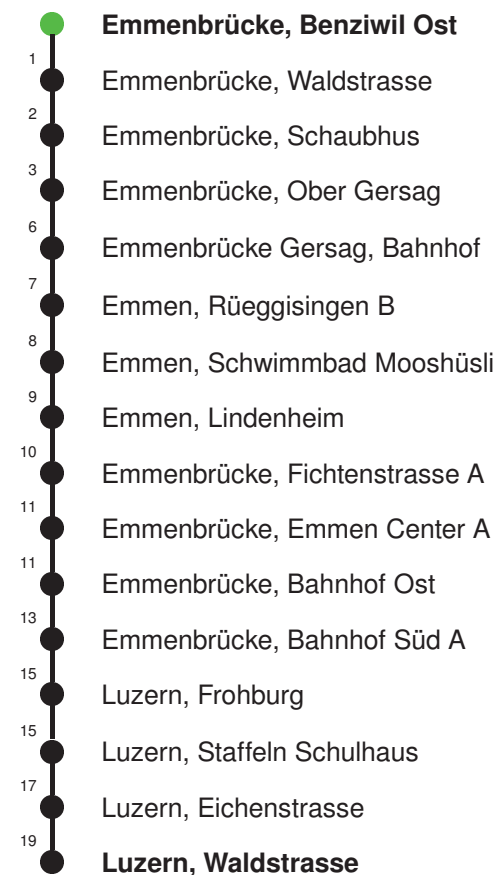 Emmenbrücke, Benziwil Ost
1
Emmenbrücke, Waldstrasse
2
Emmenbrücke, Schaubhus
3
Emmenbrücke, Ober Gersag
6
Emmenbrücke Gersag, Bahnhof
7
Emmen, Rüeggisingen B
8
Emmen, Schwimmbad Mooshüsli
9
Emmen, Lindenheim
10
Emmenbrücke, Fichtenstrasse A
11
Emmenbrücke, Emmen Center A
11
Emmenbrücke, Bahnhof Ost
13
Emmenbrücke, Bahnhof Süd A
15
Luzern, Frohburg
15
Luzern, Staffeln Schulhaus
17
Luzern, Eichenstrasse
19
Luzern, Waldstrasse